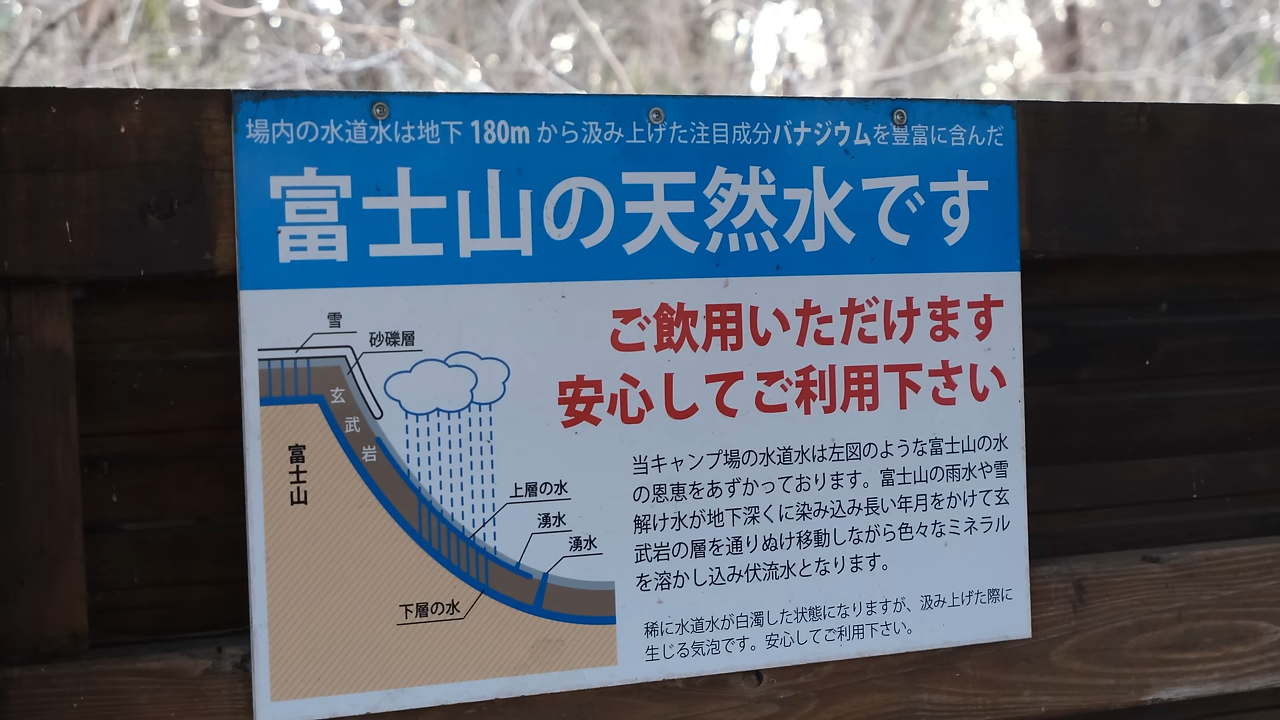 場内の水道水は地下 180m から汲み上げた注目成分バナジウムを豊富に含んだ
富士山の天然水です
ご飲用いただけます
安心してご利用下さい
雪
砂礫層
玄武岩
富士山
上層の水
湧水
湧水
下層の水
当キャンプ場の水道水は左図のような富士山の水
の恩恵をあずかっております。富士山の雨水や雪
解け水が地下深くに染み込み長い年月をかけて玄
武岩の層を通りぬけ移動しながら色々なミネラル
を溶かし込み伏流水となります。
稀に水道水が白濁した状態になりますが、汲み上げた際に
生じる気泡です。安心してご利用下さい。